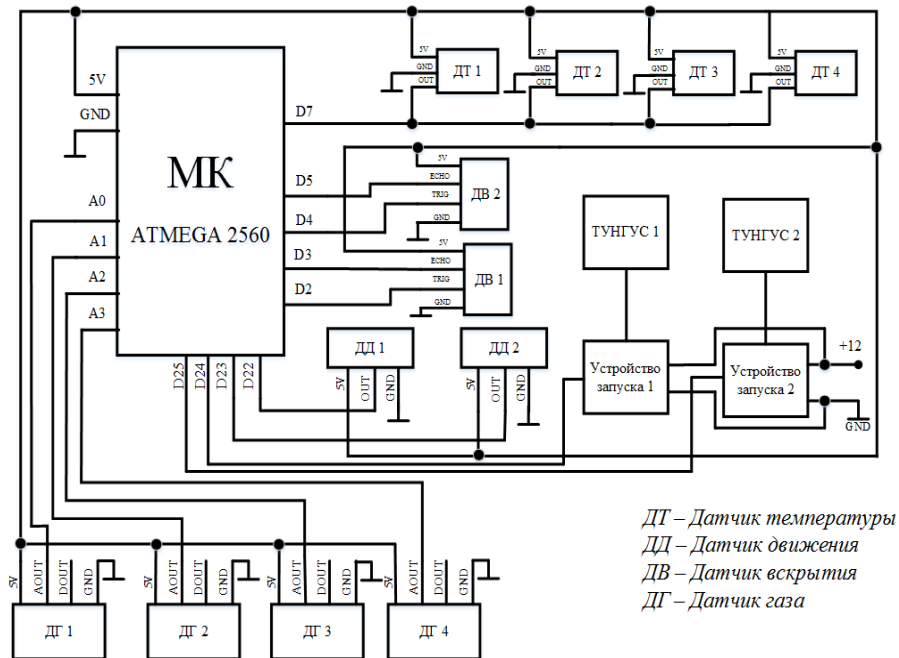 5V
GND
A0
A1
A2
A3
МК
ATMEGA 2560
D7
D5
D4
D3
D2
D25
D24
D23
D22
5V
GND
OUT
ДТ 1
5V
GND
OUT
ДТ 2
5V
GND
OUT
ДТ 3
5V
GND
OUT
ДТ 4
5V
ECHO
TRIG
GND
ДВ 2
5V
ECHO
TRIG
GND
ДВ 1
ТУНГУС 1
ТУНГУС 2
ДД 1
5V
OUT
GND
ДД 2
5V
OUT
GND
Устройство
запуска 1
Устройство
запуска 2
+12
GND
ДТ – Датчик температуры
ДД – Датчик движения
ДВ – Датчик вскрытия
ДГ – Датчик газа
5V
AOUT
DOUT
GND
ДГ 1
5V
AOUT
DOUT
GND
ДГ 2
5V
AOUT
DOUT
GND
ДГ 3
5V
AOUT
DOUT
GND
ДГ 4